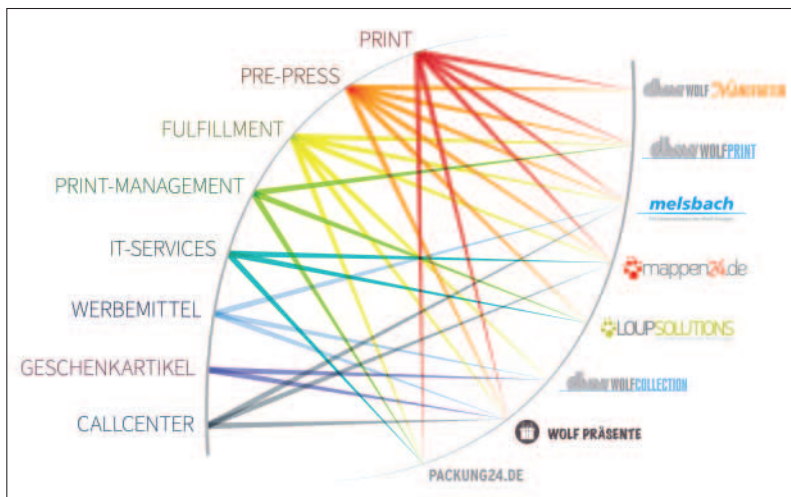 PRINT
PRE-PRESS
FULFILLMENT
PRINT-MANAGEMENT
IT-SERVICES
WERBEMITTEL
GESCHENKARTIKEL
CALLCENTER
WOLF
WOLFPRINT
melsbach
mappen24.de
LOUPSOLUTIONS
WOLFCOLLECTION
WOLF PRÄSENTE
PACKUNG24.DE